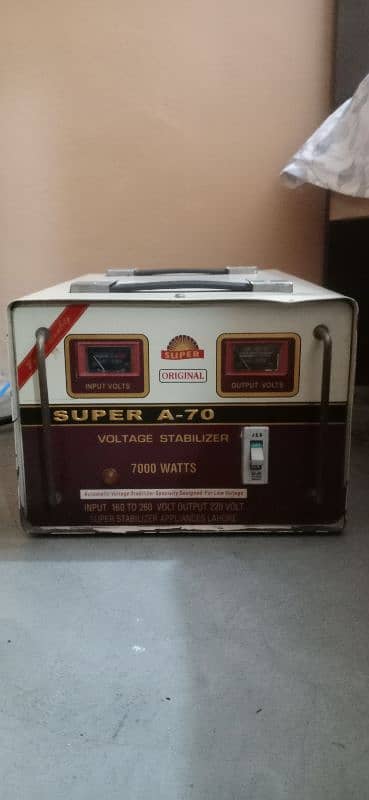 SUPER
ORIGINAL
INPUT VOLTS
OUTPUT VOLTS
SUPER A-70
VOLTAGE STABILIZER
7000 WATTS
Automatic Voltage Stabilizer Specially Designed For Low Voltage
INPUT 160 TO 260 VOLT OUTPUT 220 VOLT
SUPER STABILIZER APPLIANCES LAHORE